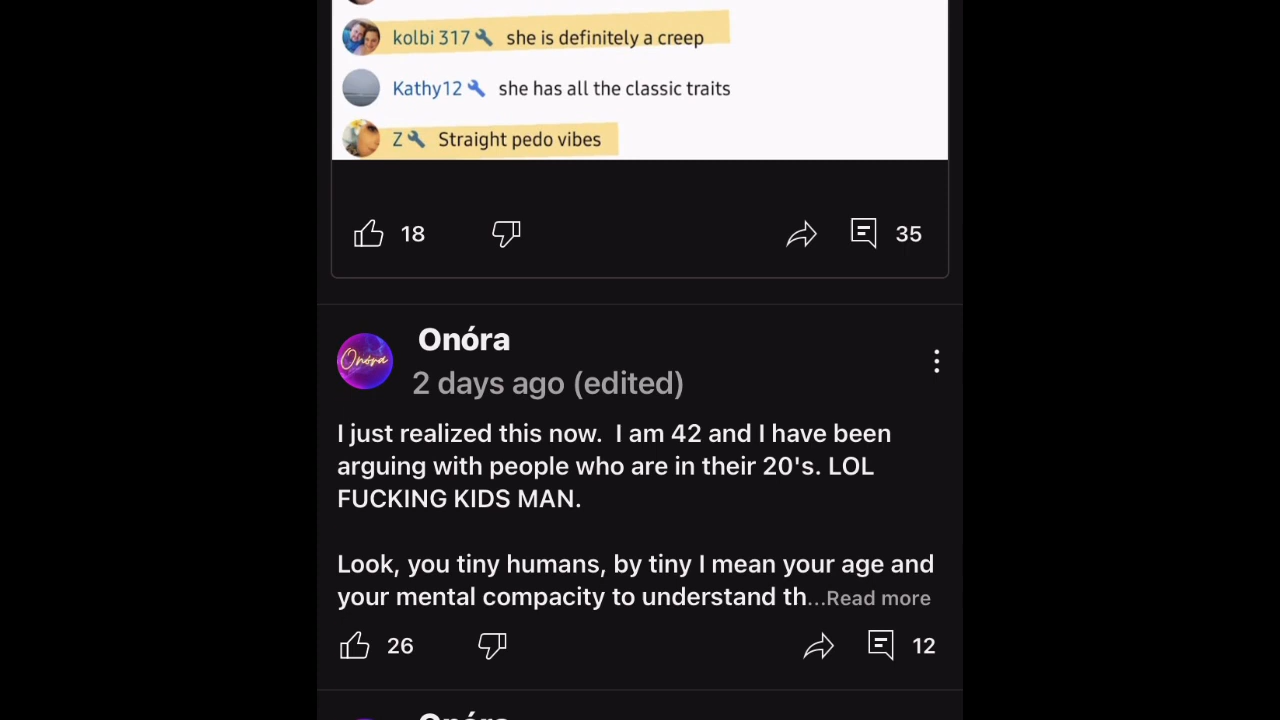 kolbi 317 she is definitely a creep
Kathy12 she has all the classic traits
Z Straight pedo vibes
18 35
Onóra
Onóra
2 days ago (edited)
I just realized this now. I am 42 and I have been
arguing with people who are in their 20's. LOL
FUCKING KIDS MAN.
Look, you tiny humans, by tiny I mean your age and
your mental compacity to understand th...Read more
26 12
Onóra